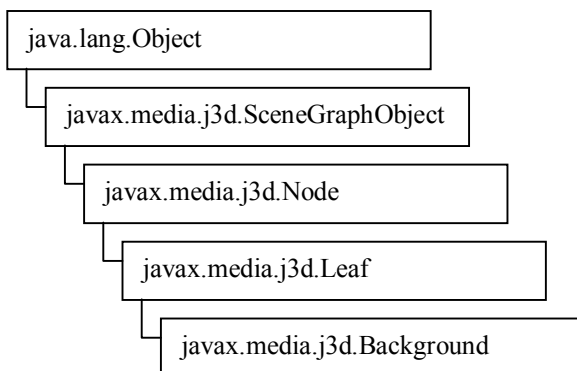 java.lang.Object
javax.media.j3d.SceneGraphObject
javax.media.j3d.Node
javax.media.j3d.Leaf
javax.media.j3d.Background